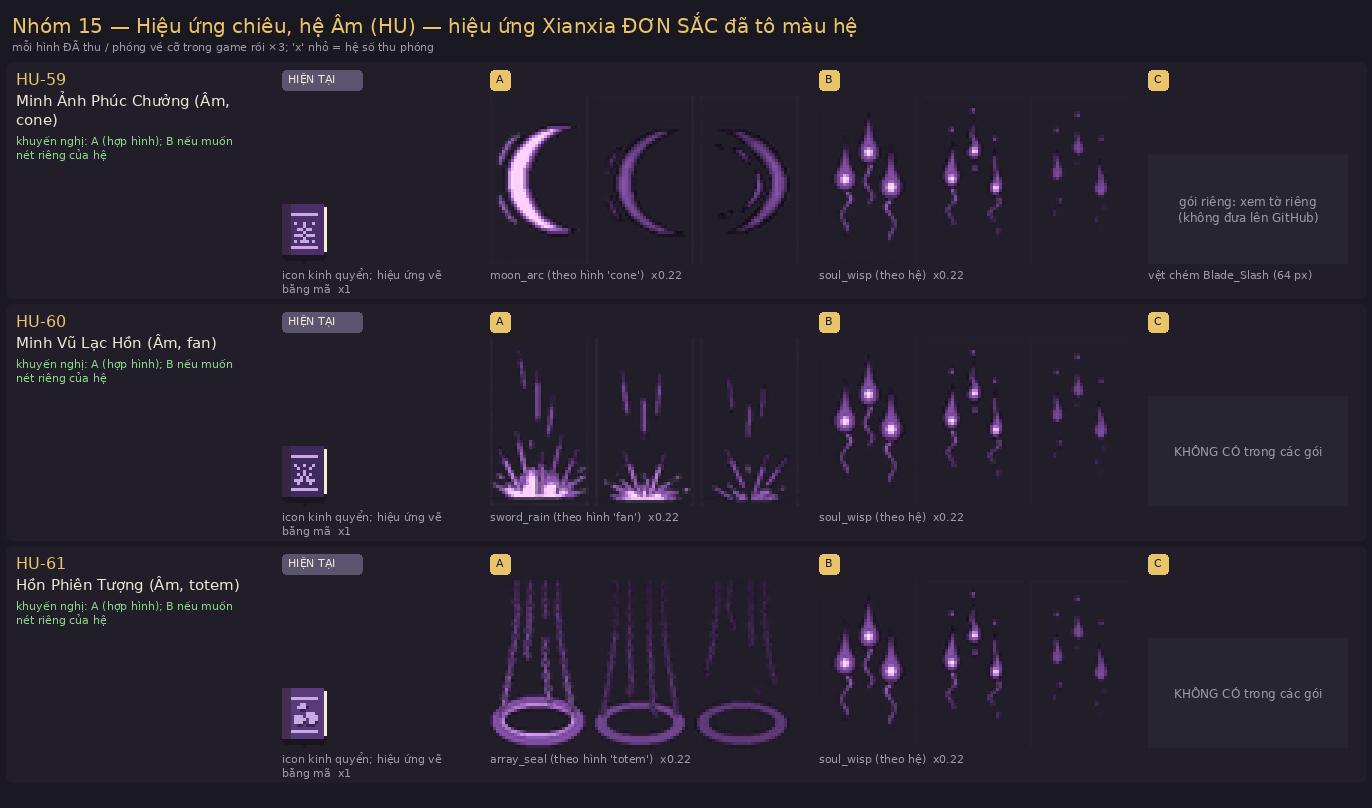 Nhóm 15 — Hiệu ứng chiêu, hệ Âm (HU) — hiệu ứng Xianxia ĐƠN SẮC đã tô màu hệ
mỗi hình ĐÃ thu / phóng về cỡ trong game rồi ×3; 'x' nhỏ = hệ số thu phóng
HU-59
Minh Ảnh Phúc Chưởng (Âm,
cone)
khuyến nghị: A (hợp hình); B nếu muốn
nét riêng của hệ
HIỆN TẠI
icon kinh quyển; hiệu ứng vẽ
bằng mã x1
A
moon_arc (theo hình 'cone') x0.22
B
soul_wisp (theo hệ) x0.22
C
gói riêng: xem tờ riêng
(không đưa lên GitHub)
vệt chém Blade_Slash (64 px)
HU-60
Minh Vũ Lạc Hồn (Âm, fan)
khuyến nghị: A (hợp hình); B nếu muốn
nét riêng của hệ
HIỆN TẠI
icon kinh quyển; hiệu ứng vẽ
bằng mã x1
A
sword_rain (theo hình 'fan') x0.22
B
soul_wisp (theo hệ) x0.22
C
KHÔNG CÓ trong các gói
HU-61
Hồn Phiên Tượng (Âm, totem)
khuyến nghị: A (hợp hình); B nếu muốn
nét riêng của hệ
HIỆN TẠI
icon kinh quyển; hiệu ứng vẽ
bằng mã x1
A
array_seal (theo hình 'totem') x0.22
B
soul_wisp (theo hệ) x0.22
C
KHÔNG CÓ trong các gói